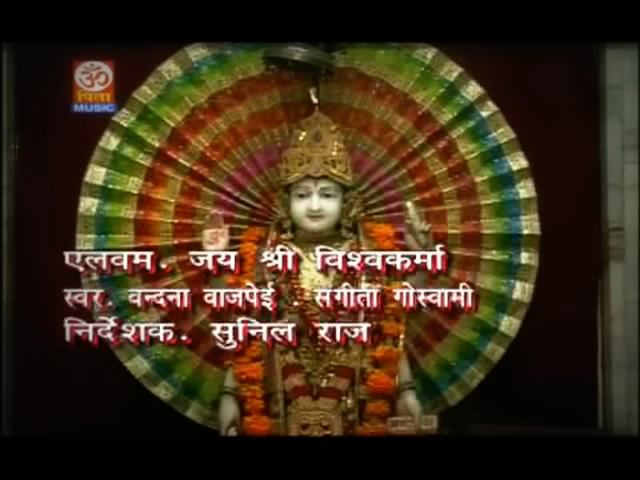 ॐ
पिता
MUSIC
एलवम. जय श्री विश्वकर्मा
स्वर. वन्दना वाजपेई संगीता गोस्वामी
निर्देशक. सुनिल राज